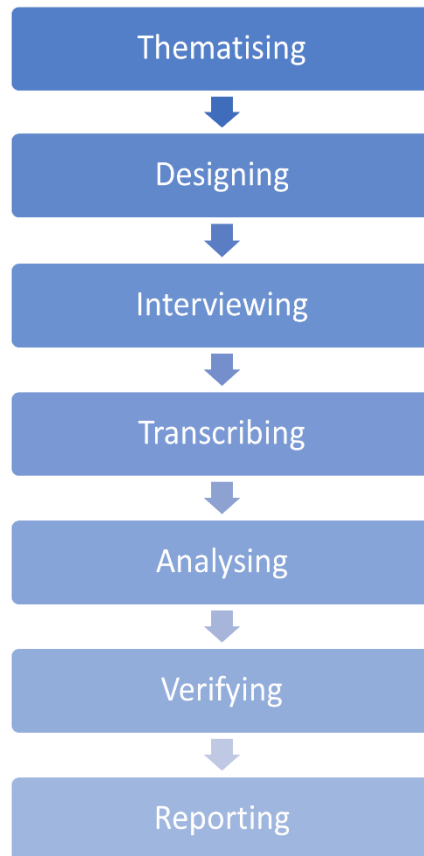 Thematising
Designing
Interviewing
Transcribing
Analysing
Verifying
Reporting